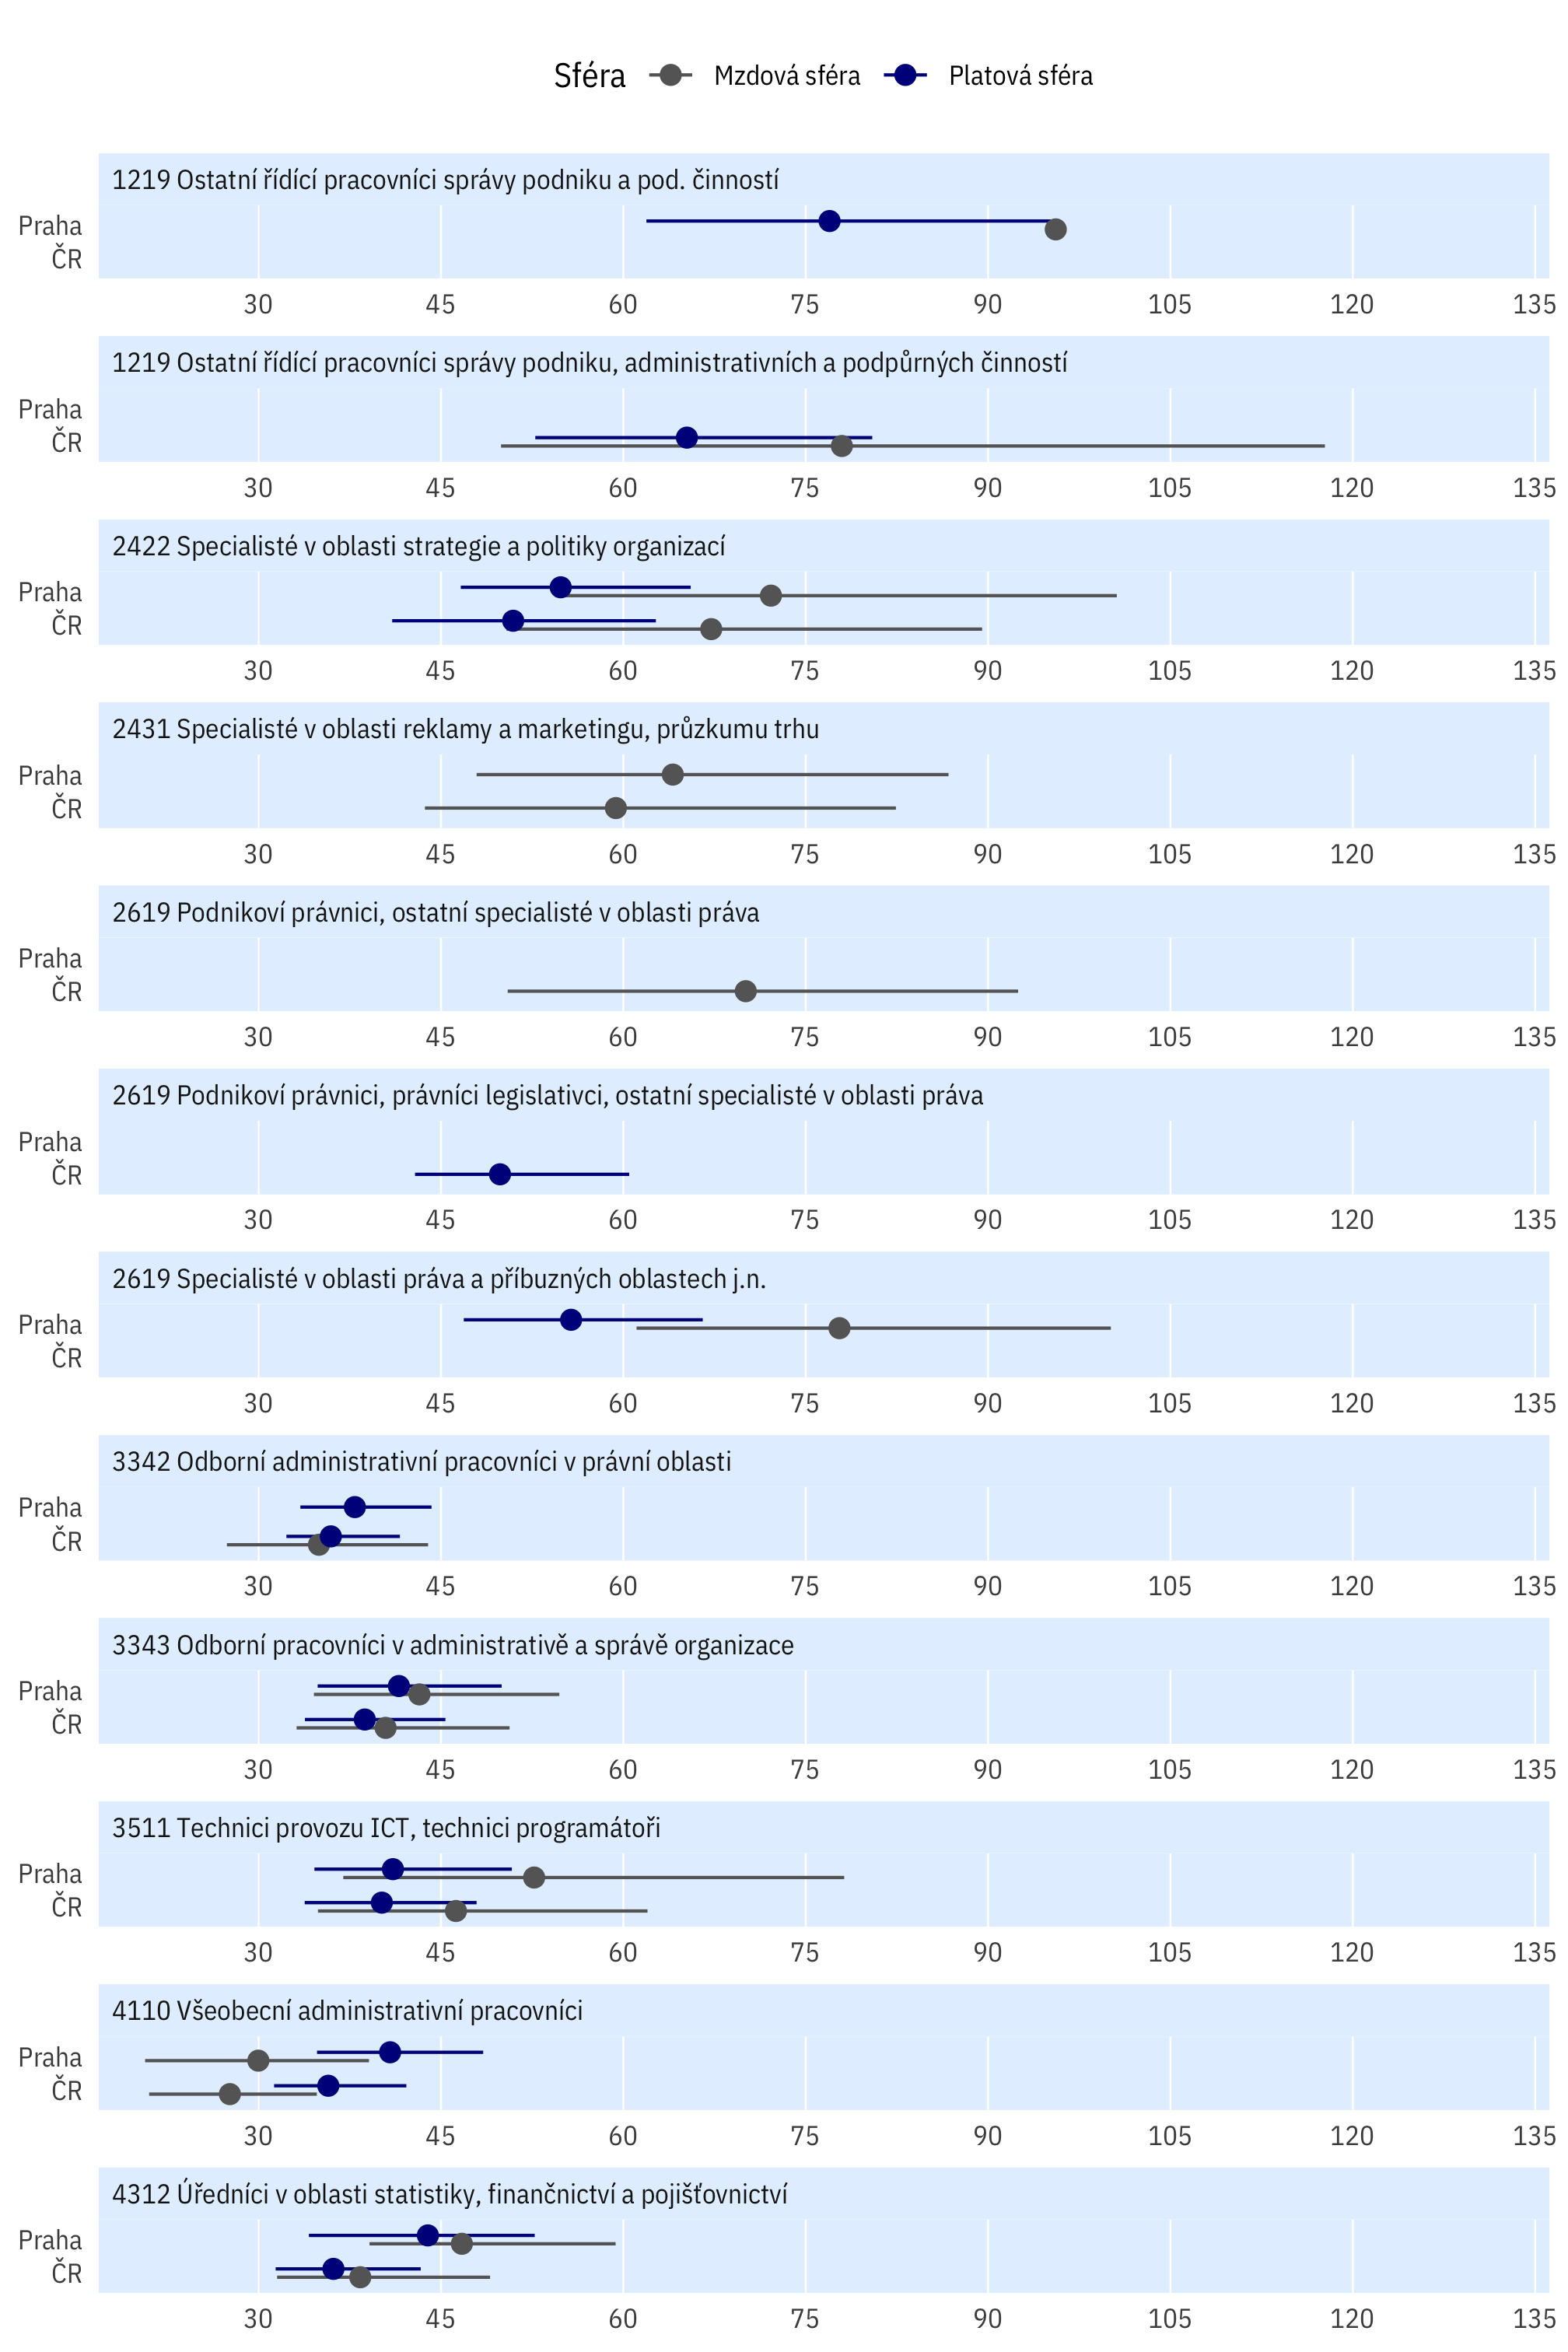 Sféra Mzdová sféra Platová sféra
1219 Ostatní řídící pracovníci správy podniku a pod. činností
Praha
ČR
30 45 60 75 90 105 120 135
1219 Ostatní řídící pracovníci správy podniku, administrativních a podpůrných činností
Praha
ČR
30 45 60 75 90 105 120 135
2422 Specialisté v oblasti strategie a politiky organizací
Praha
ČR
30 45 60 75 90 105 120 135
2431 Specialisté v oblasti reklamy a marketingu, průzkumu trhu
Praha
ČR
30 45 60 75 90 105 120 135
2619 Podnikoví právnici, ostatní specialisté v oblasti práva
Praha
ČR
30 45 60 75 90 105 120 135
2619 Podnikoví právnici, právníci legislativci, ostatní specialisté v oblasti práva
Praha
ČR
30 45 60 75 90 105 120 135
2619 Specialisté v oblasti práva a příbuzných oblastech j.n.
Praha
ČR
30 45 60 75 90 105 120 135
3342 Odborní administrativní pracovníci v právní oblasti
Praha
ČR
30 45 60 75 90 105 120 135
3343 Odborní pracovníci v administrativě a správě organizace
Praha
ČR
30 45 60 75 90 105 120 135
3511 Technici provozu ICT, technici programátoři
Praha
ČR
30 45 60 75 90 105 120 135
4110 Všeobecní administrativní pracovníci
Praha
ČR
30 45 60 75 90 105 120 135
4312 Úředníci v oblasti statistiky, finančnictví a pojišťovnictví
Praha
ČR
30 45 60 75 90 105 120 135